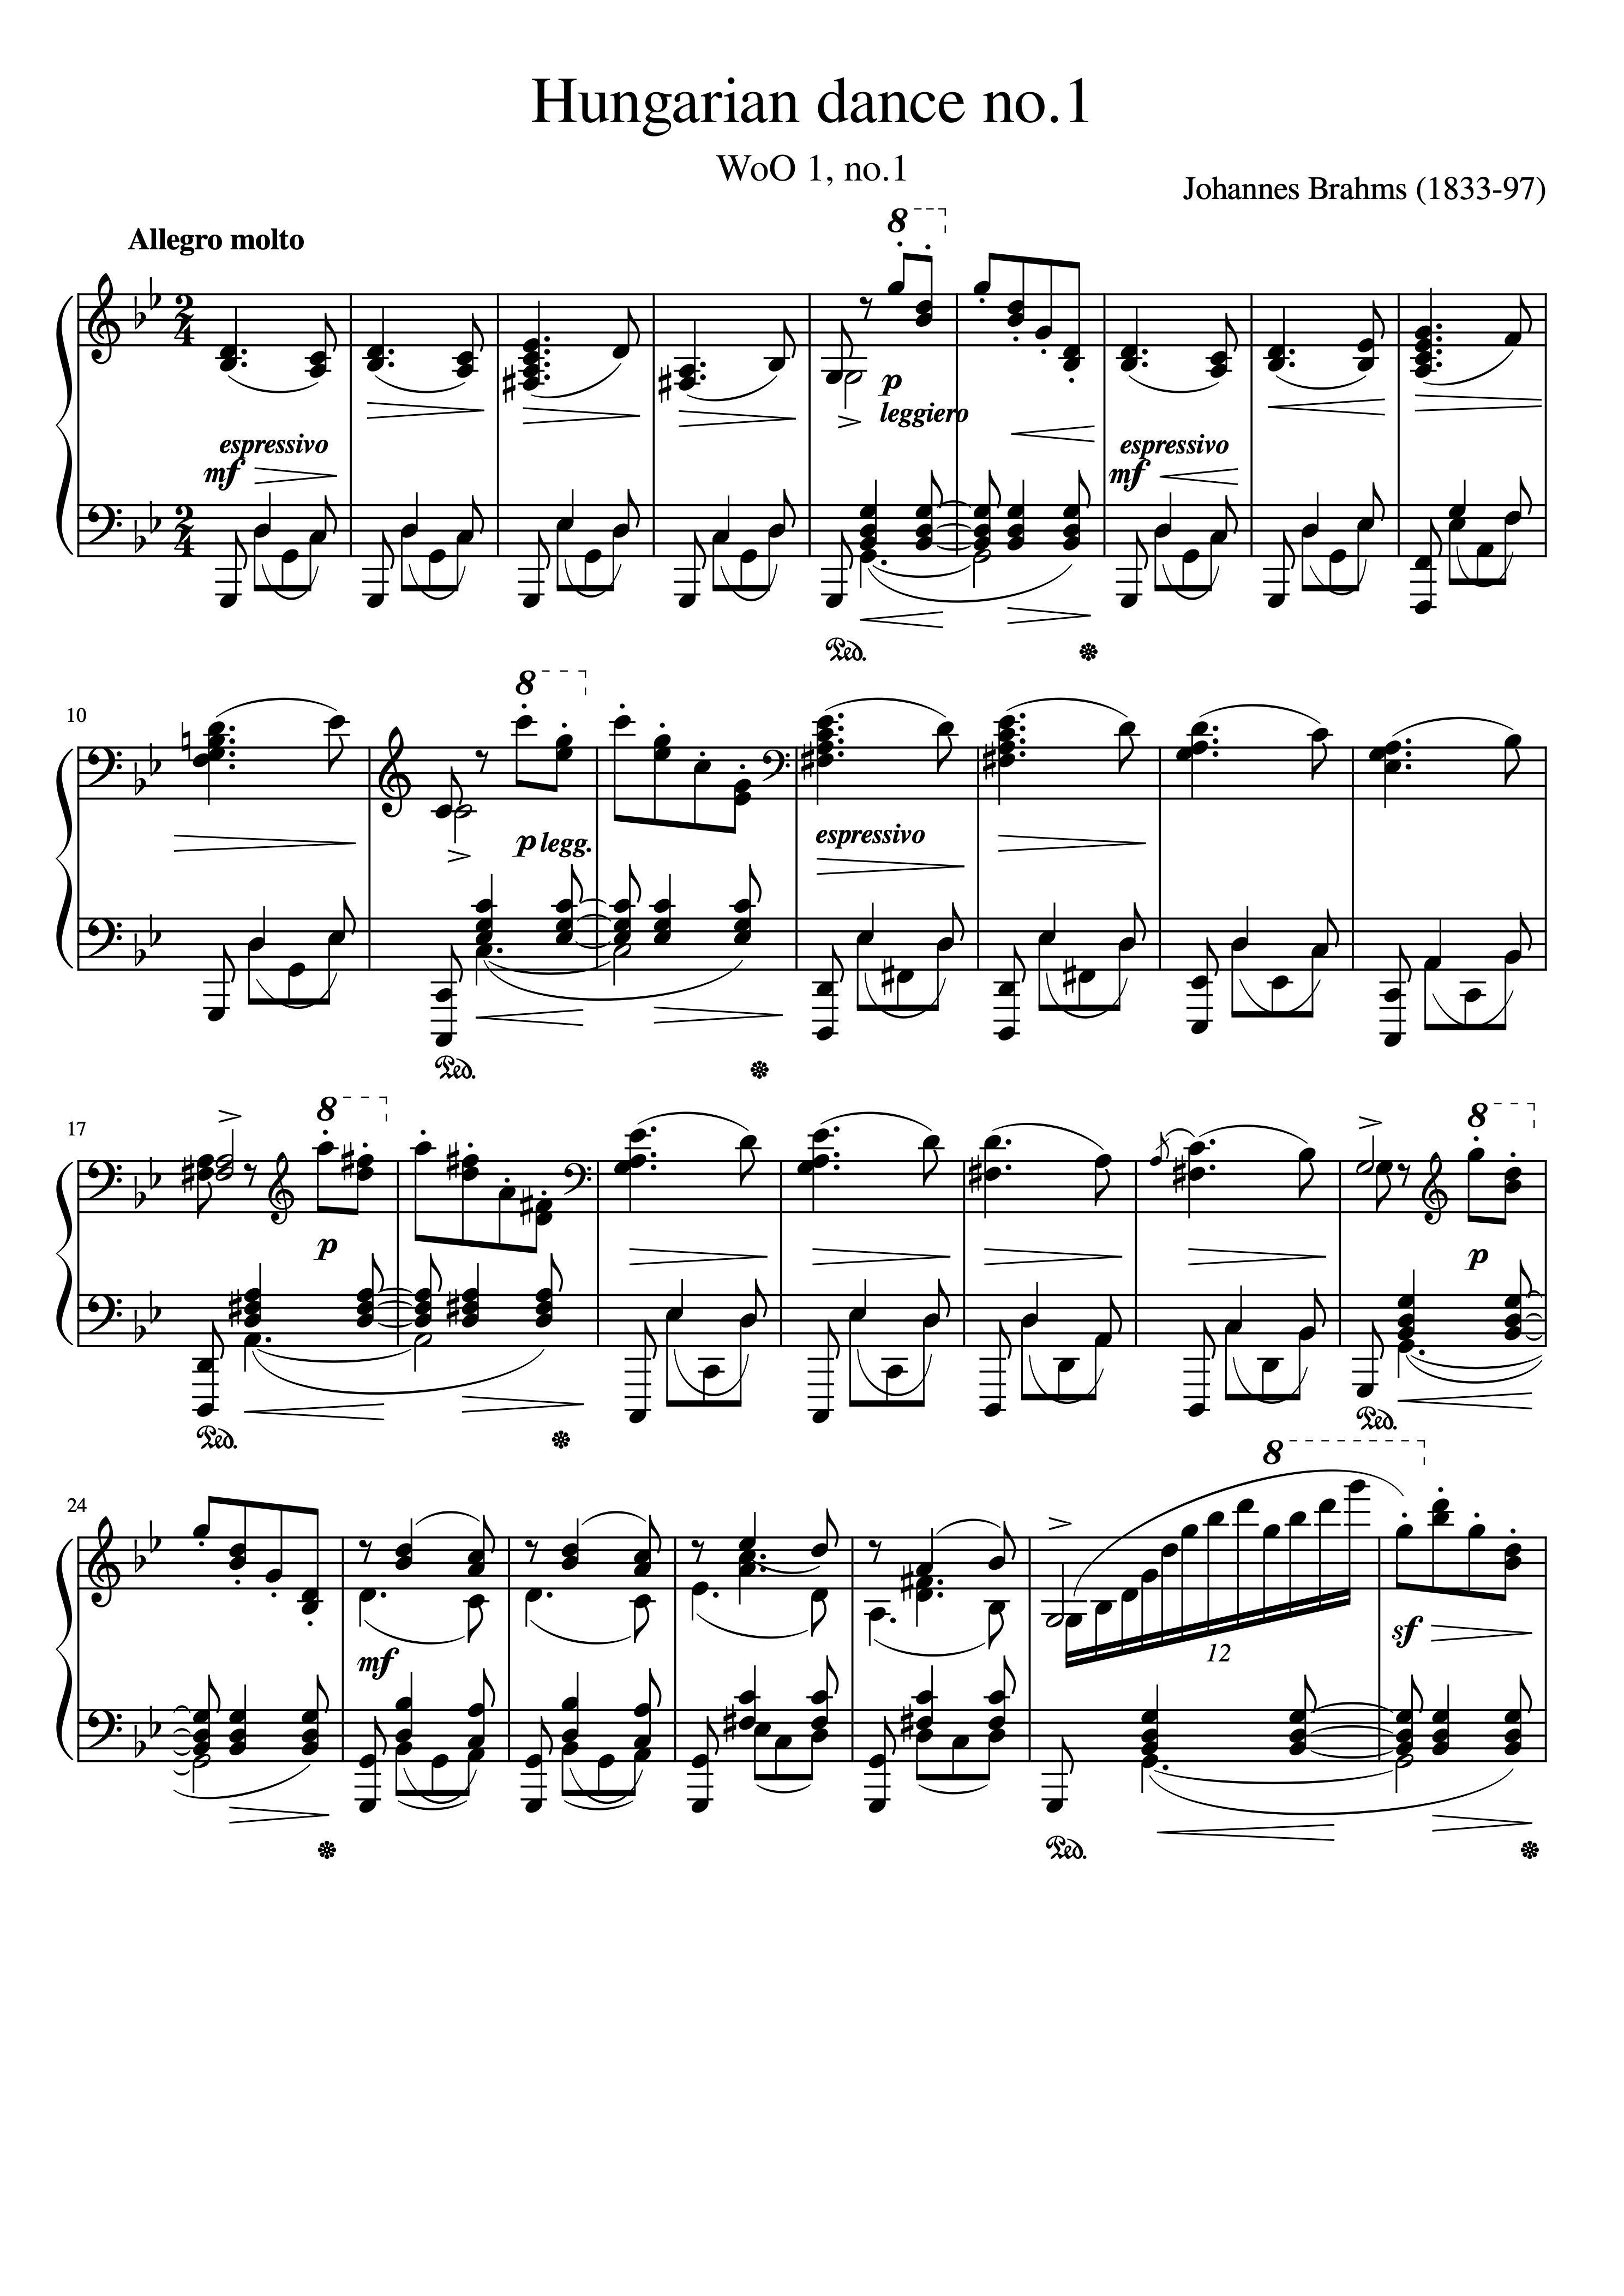 Hungarian dance no.1
WoO 1, no.1
Johannes Brahms (1833-97)
Allegro molto
8
2
4
p
leggiero
espressivo
mf
espressivo
mf
2
4
Ped.
10
8
p legg.
espressivo
Ped.
17
8
8
p
p
Ped.
Ped.
24
8
12
sf
mf
Ped.